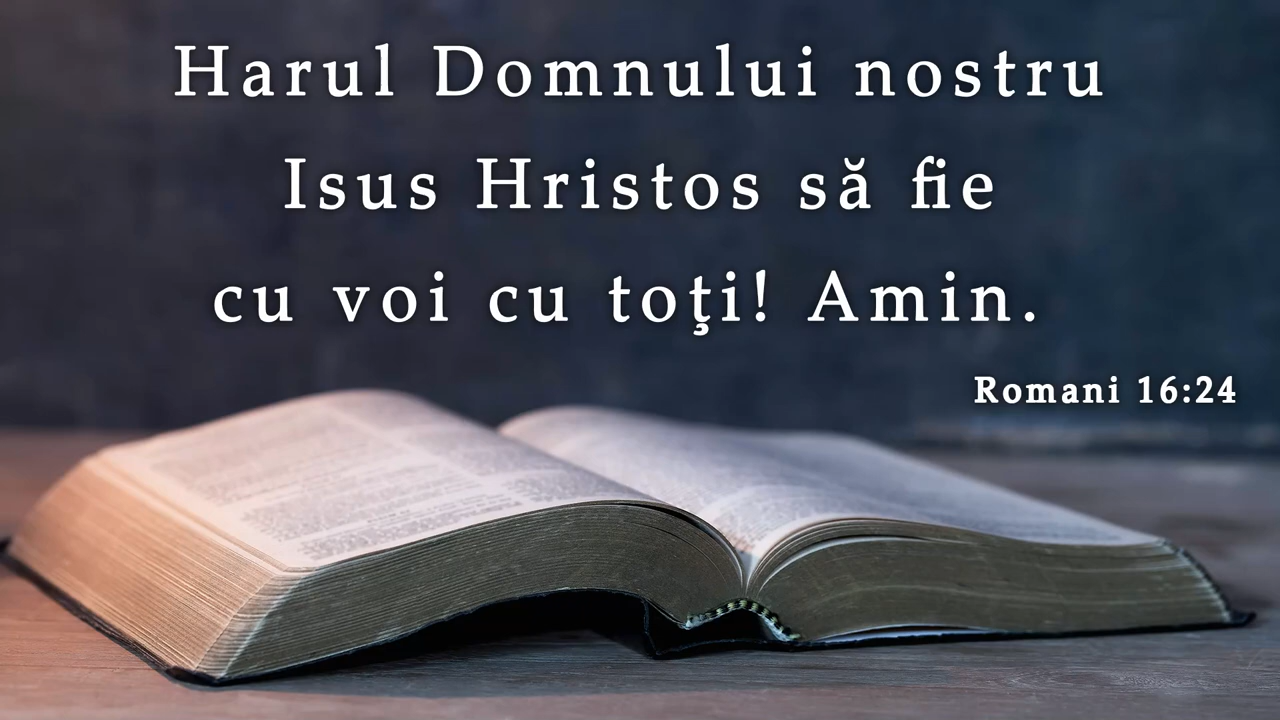 Harul Domnului nostru
Isus Hristos să fie
cu voi cu toţi! Amin.
Romani 16:24